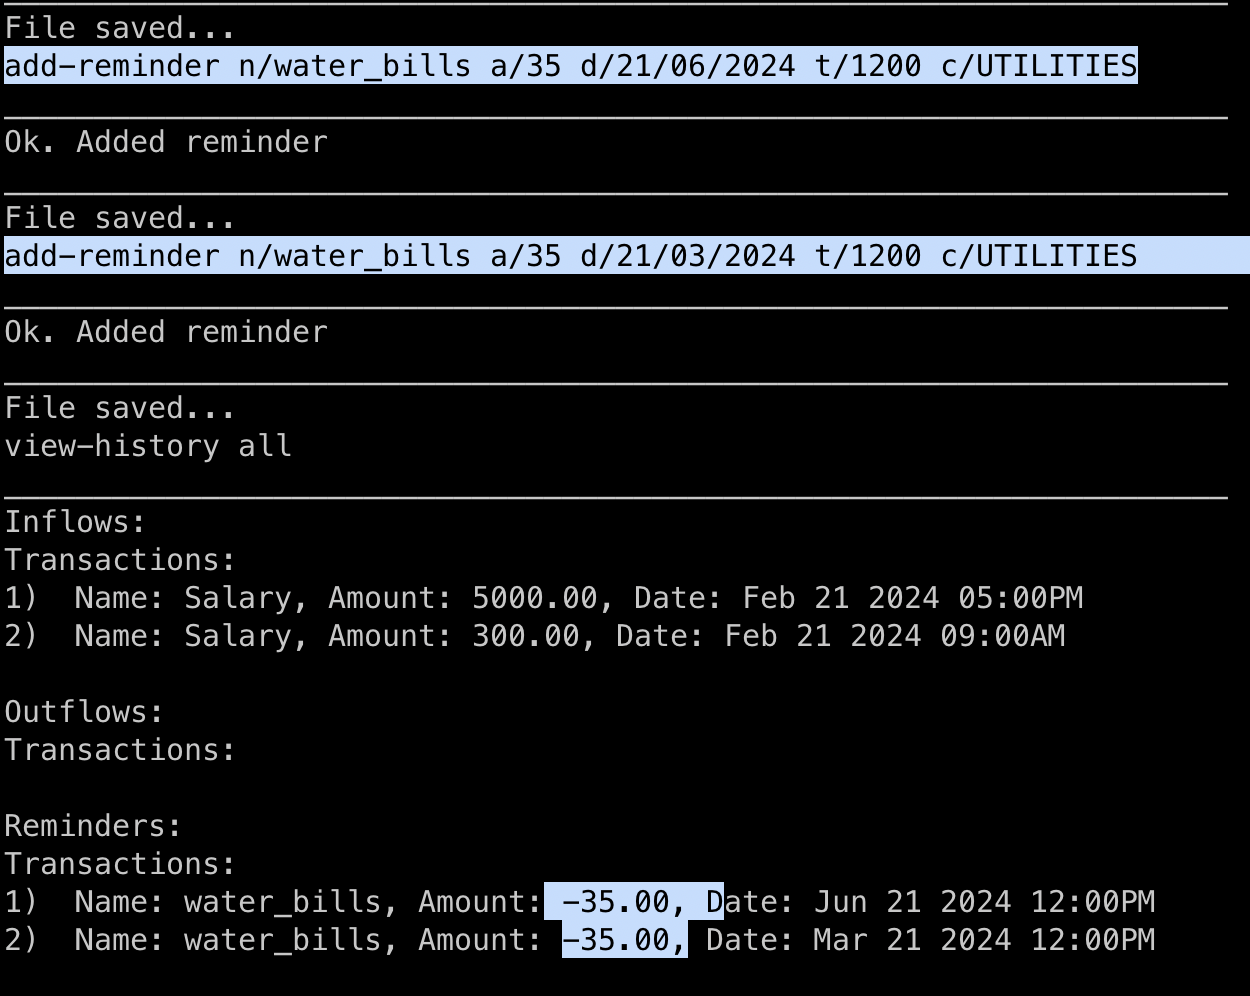 File saved...
add-reminder n/water_bills a/35 d/21/06/2024 t/1200 c/UTILITIES
Ok. Added reminder
File saved...
add-reminder n/water_bills a/35 d/21/03/2024 t/1200 c/UTILITIES
Ok. Added reminder
File saved...
view-history all
Inflows:
Transactions:
1)  Name: Salary, Amount: 5000.00, Date: Feb 21 2024 05:00PM
2)  Name: Salary, Amount: 300.00, Date: Feb 21 2024 09:00AM
Outflows:
Transactions:
Reminders:
Transactions:
1)  Name: water_bills, Amount: -35.00, Date: Jun 21 2024 12:00PM
2)  Name: water_bills, Amount: -35.00, Date: Mar 21 2024 12:00PM